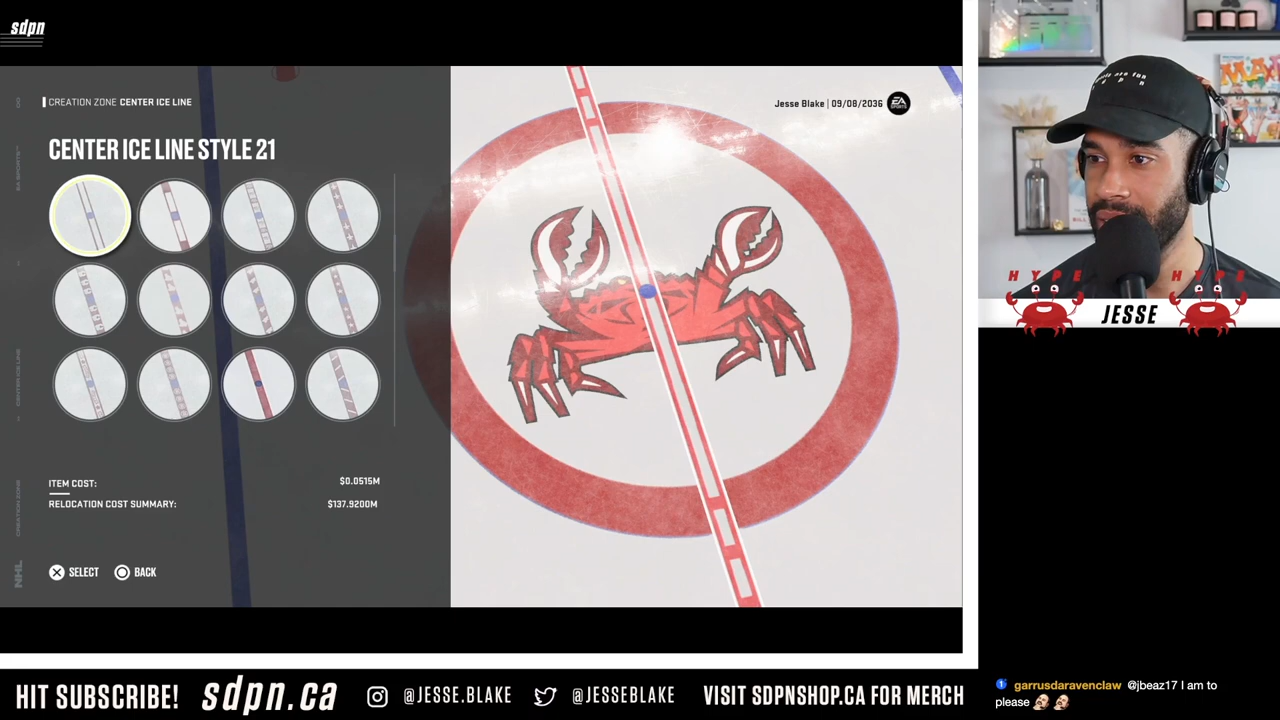 sdpn
CREATION ZONE CENTER ICE LINE
Jesse Blake | 09/08/2036
CENTER ICE LINE STYLE 21
ITEM COST: $0.0515M
RELOCATION COST SUMMARY: $137.9200M
SELECT BACK
NHL
HYPE HYPE
JESSE
HIT SUBSCRIBE! sdpn.ca @JESSE.BLAKE @JESSEBLAKE VISIT SDPNSHOP.CA FOR MERCH
1 garrusdaravenclaw @jbeaz17 I am to
please